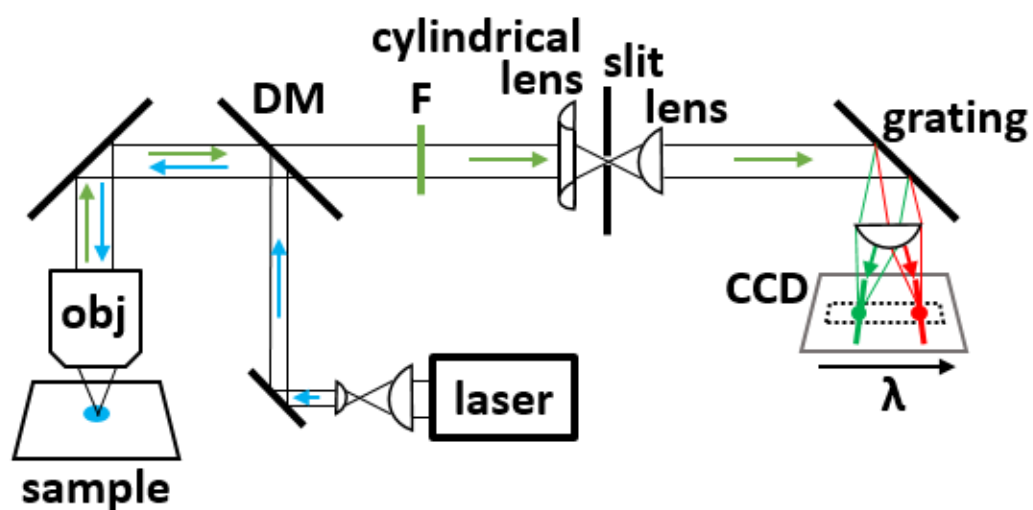 cylindrical
lens
slit
DM
F
lens
grating
obj
CCD
laser
λ
sample